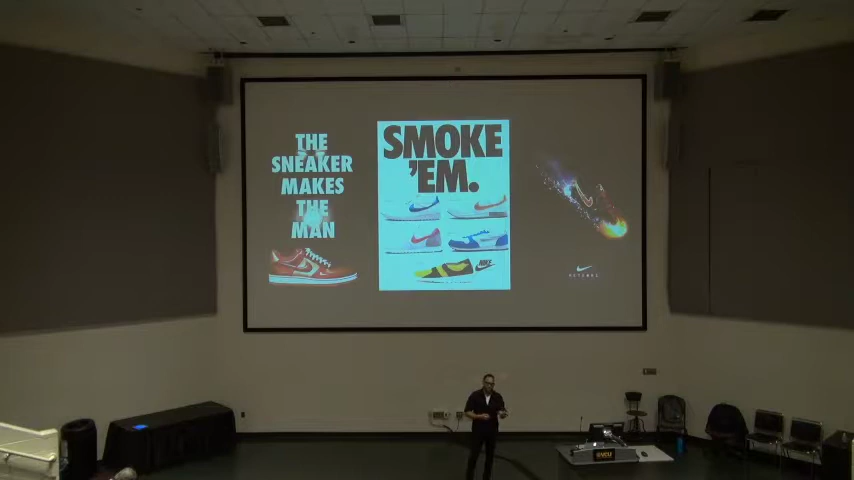 THE
SNEAKER
MAKES
THE
MAN
SMOKE
'EM.
NIKE